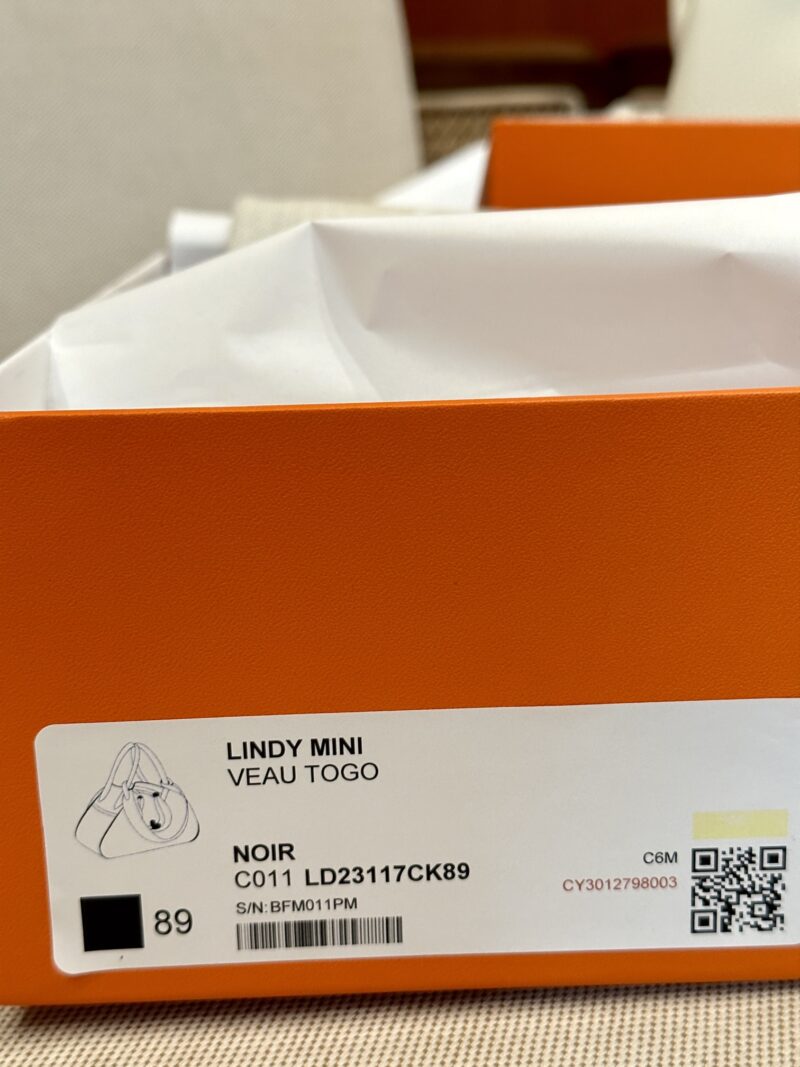 LINDY MINI
VEAU TOGO
NOIR
C011 LD23117CK89
S/N:BFM011PM
89
C6M
CY3012798003